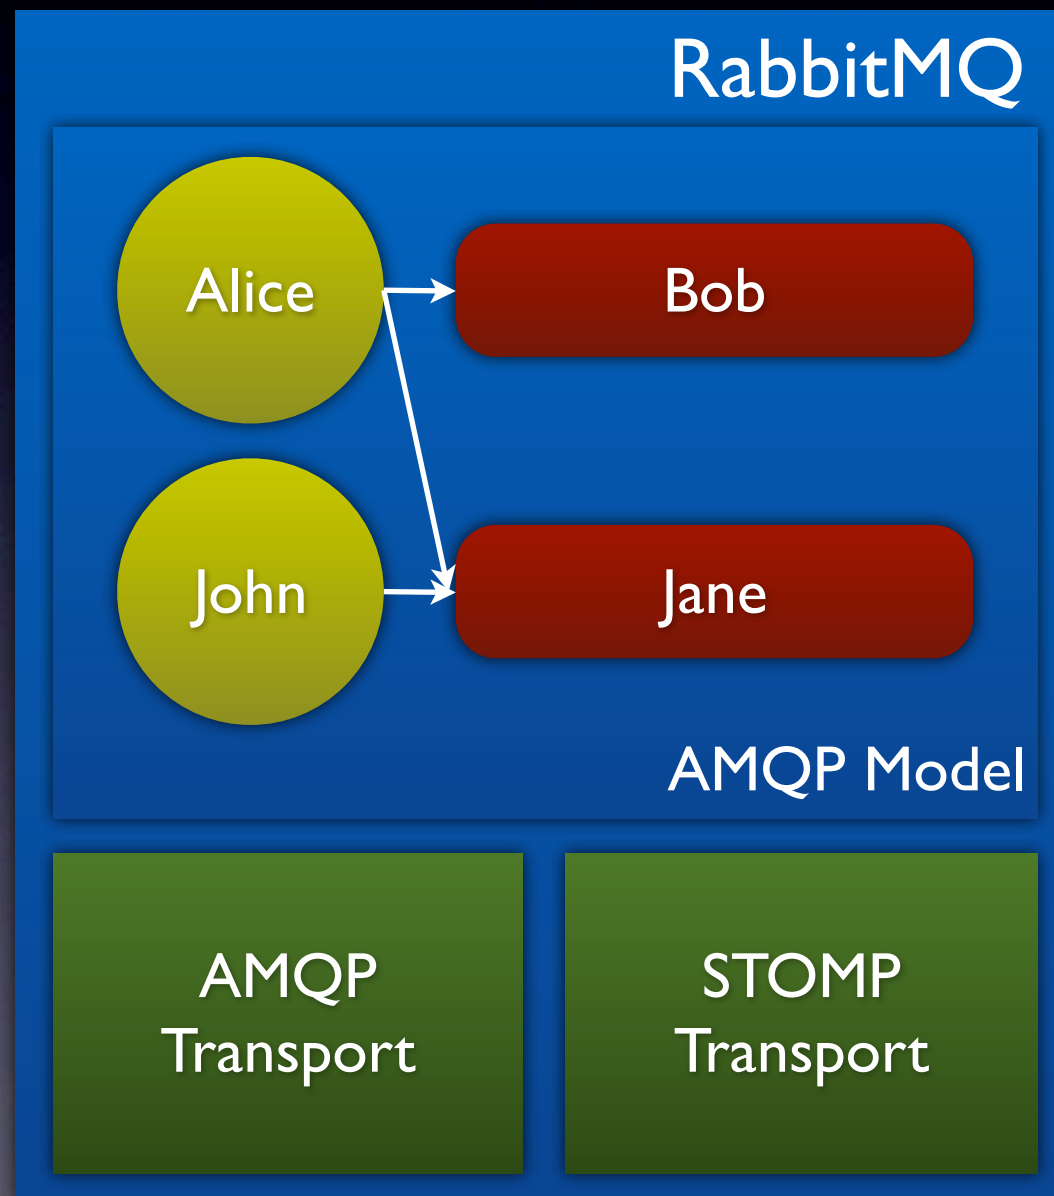 RabbitMQ
Alice
Bob
John
Jane
AMQP Model
AMQP
Transport
STOMP
Transport